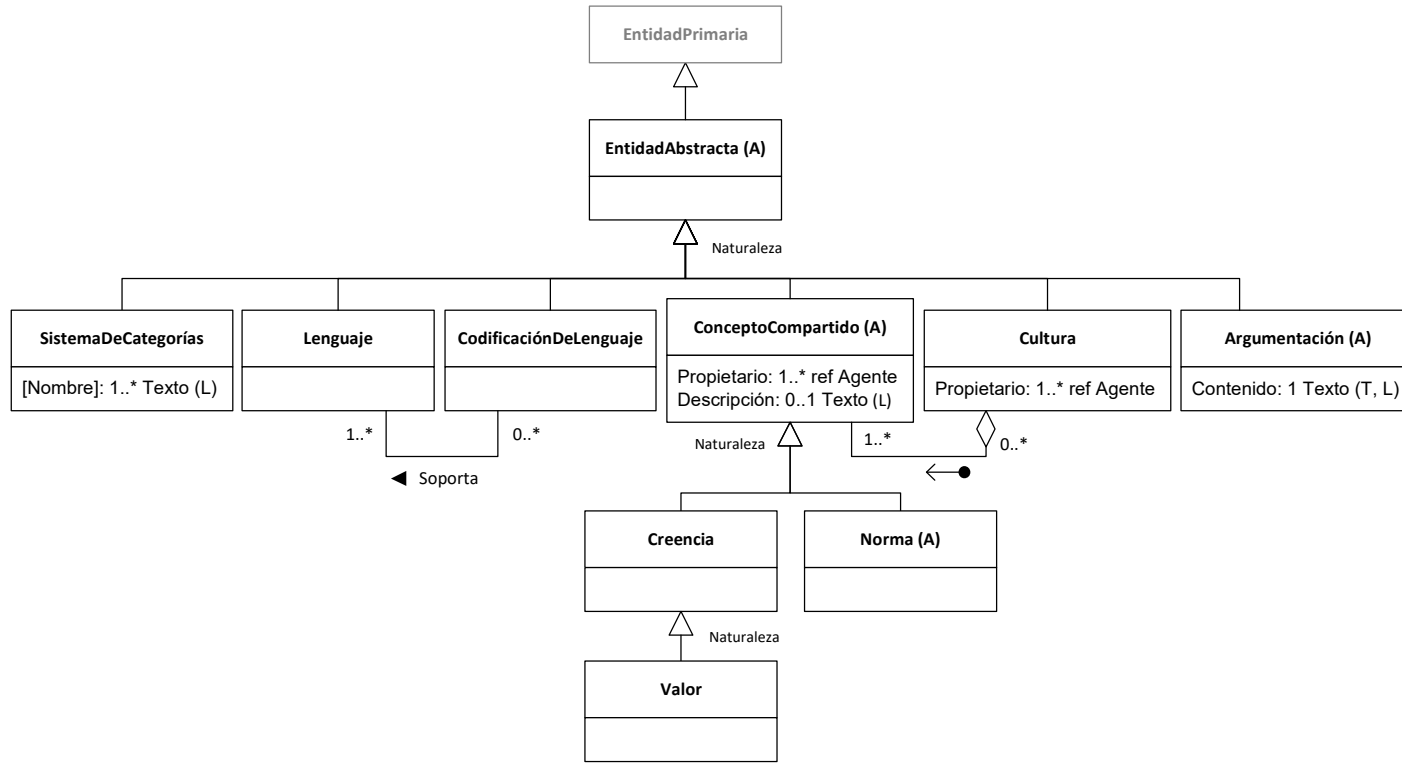 EntidadPrimaria
EntidadAbstracta (A)
Naturaleza
SistemaDeCategorías
[Nombre]: 1..* Texto (L)
Lenguaje
CodificaciónDeLenguaje
ConceptoCompartido (A)
Propietario: 1..* ref Agente
Descripción: 0..1 Texto (L)
Cultura
Propietario: 1..* ref Agente
Argumentación (A)
Contenido: 1 Texto (T, L)
1..*
0..*
◄ Soporta
Naturaleza
1..*
0..*
Creencia
Norma (A)
Naturaleza
Valor